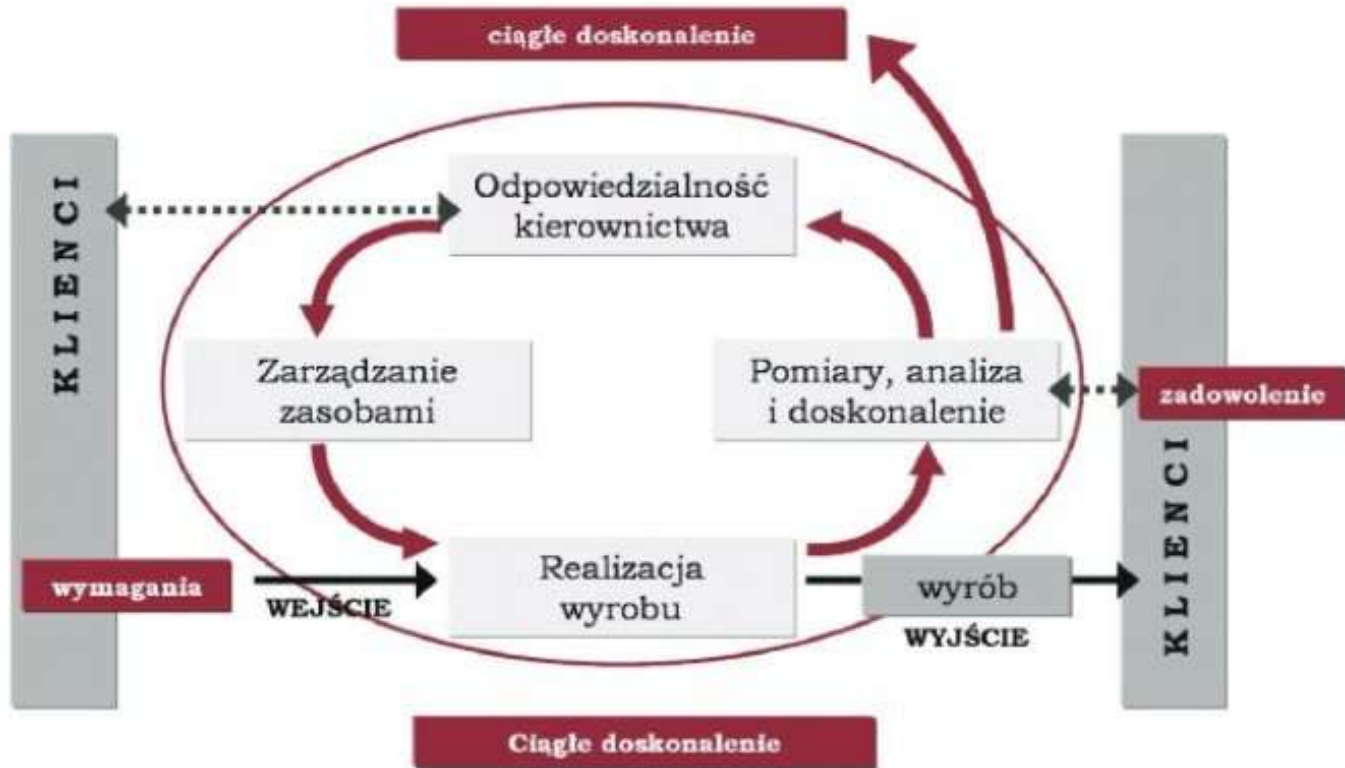 ciągłe doskonalenie
KLIENCI
Odpowiedzialność
kierownictwa
Zarządzanie
zasobami
Pomiary, analiza
i doskonalenie
zadowolenie
KLIENCI
wymagania
WEJŚCIE
Realizacja
wyrobu
wyrób
WYJŚCIE
Ciągłe doskonalenie